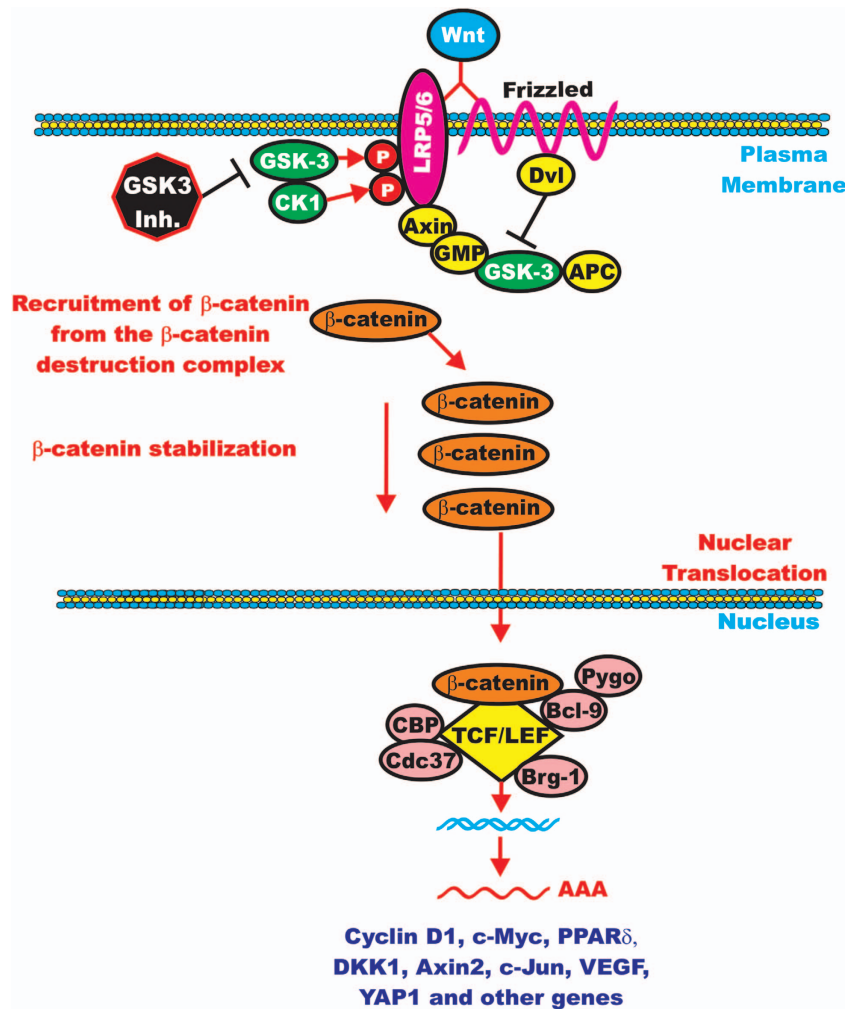 Wnt
Frizzled
LRP5/6
Plasma
Membrane
GSK3
Inh.
GSK-3
P
CK1
P
Dvl
Axin
GMP
GSK-3
APC
Recruitment of β-catenin
from the β-catenin
destruction complex
β-catenin
β-catenin
β-catenin stabilization
β-catenin
β-catenin
Nuclear
Translocation
Nucleus
β-catenin
Pygo
Bcl-9
CBP
TCF/LEF
Cdc37
Brg-1
AAA
Cyclin D1, c-Myc, PPARδ,
DKK1, Axin2, c-Jun, VEGF,
YAP1 and other genes